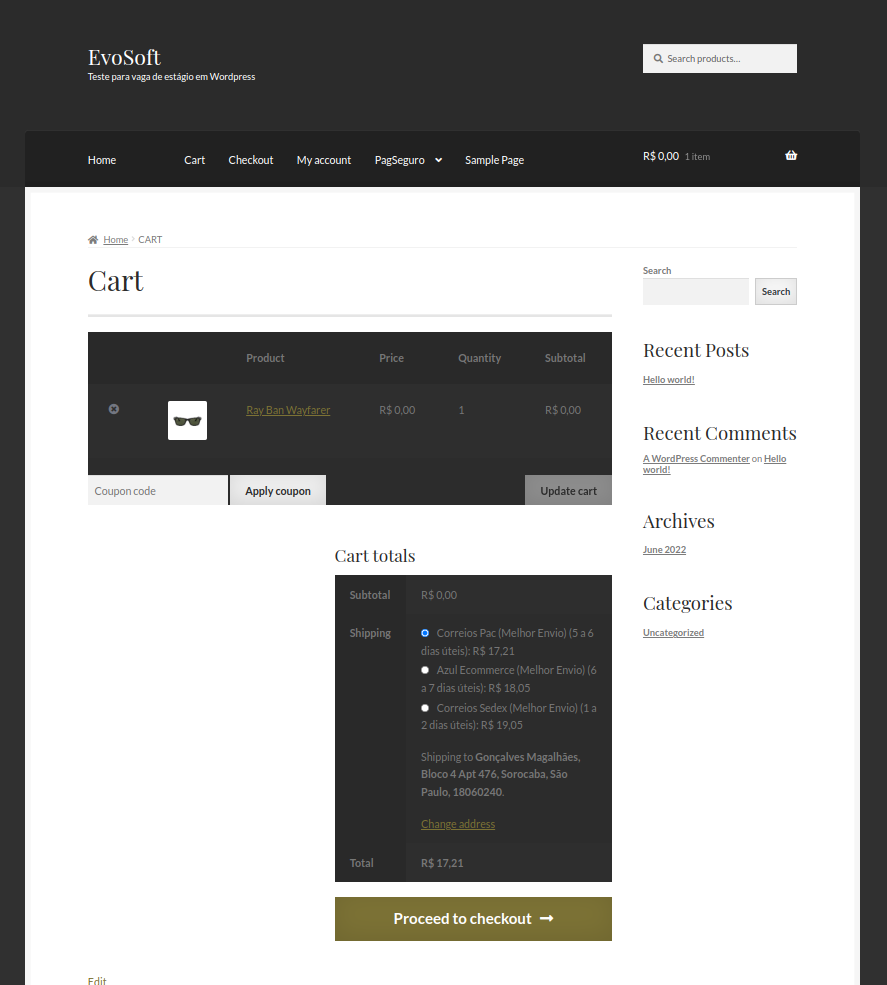 EvoSoft
Teste para vaga de estágio em Wordpress
Search products...
Home Cart Checkout My account PagSeguro Sample Page R$ 0,00 1 item
Home CART
Cart
Product Price Quantity Subtotal
Ray Ban Wayfarer R$ 0,00 1 R$ 0,00
Coupon code Apply coupon Update cart
Cart totals
Subtotal R$ 0,00
Shipping Correios Pac (Melhor Envio) (5 a 6
dias úteis): R$ 17,21
Azul Ecommerce (Melhor Envio) (6
a 7 dias úteis): R$ 18,05
Correios Sedex (Melhor Envio) (1 a
2 dias úteis): R$ 19,05
Shipping to Gonçalves Magalhães,
Bloco 4 Apt 476, Sorocaba, São
Paulo, 18060240.
Change address
Total R$ 17,21
Proceed to checkout
Edit
Search
Search
Recent Posts
Hello world!
Recent Comments
A WordPress Commenter on Hello
world!
Archives
June 2022
Categories
Uncategorized